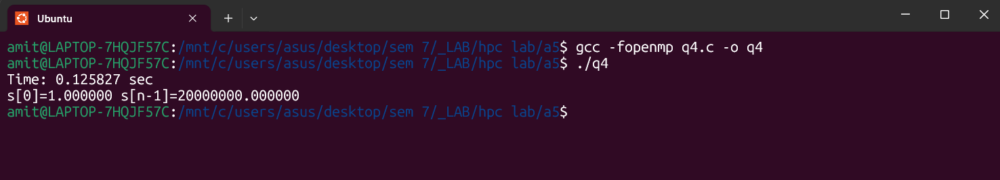 Ubuntu
amit@LAPTOP-7HQJF57C:/mnt/c/users/asus/desktop/sem 7/_LAB/hpc lab/a5$ gcc -fopenmp q4.c -o q4
amit@LAPTOP-7HQJF57C:/mnt/c/users/asus/desktop/sem 7/_LAB/hpc lab/a5$ ./q4
Time: 0.125827 sec
s[0]=1.000000 s[n-1]=20000000.000000
amit@LAPTOP-7HQJF57C:/mnt/c/users/asus/desktop/sem 7/_LAB/hpc lab/a5$